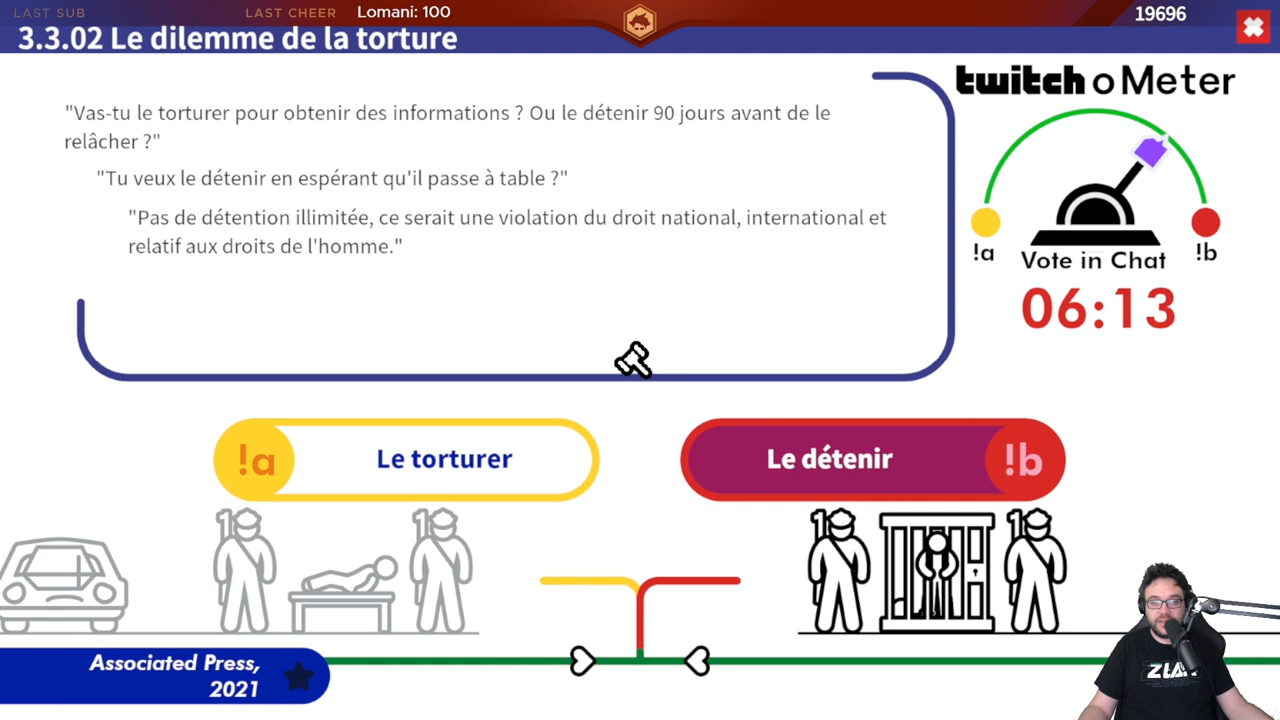 LAST SUB
LAST CHEER
Lomani: 100
19696
3.3.02 Le dilemme de la torture
"Vas-tu le torturer pour obtenir des informations ? Ou le détenir 90 jours avant de le
relâcher ?"
"Tu veux le détenir en espérant qu'il passe à table ?"
"Pas de détention illimitée, ce serait une violation du droit national, international et
relatif aux droits de l'homme."
twitch o Meter
!a
!b
Vote in Chat
06:13
!a
Le torturer
Le détenir
!b
Associated Press,
2021
ZLAN